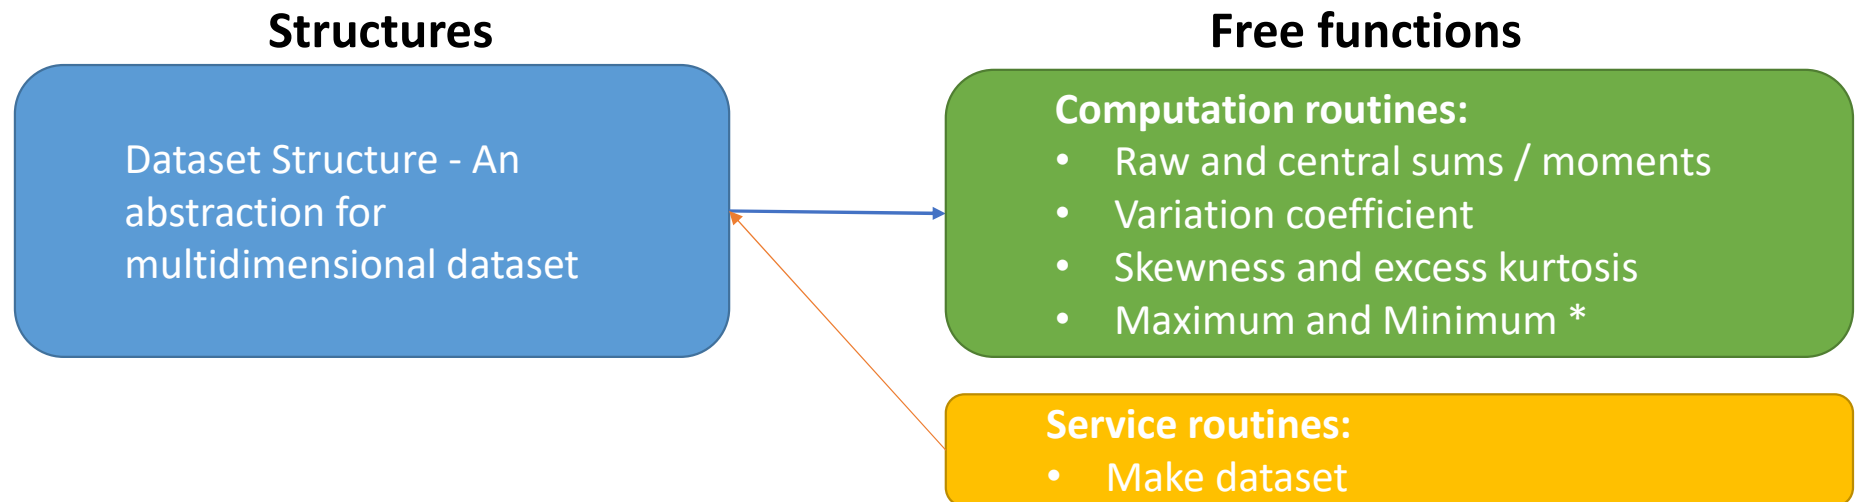 Structures
Dataset Structure - An
abstraction for
multidimensional dataset
Free functions
Computation routines:
• Raw and central sums / moments
• Variation coefficient
• Skewness and excess kurtosis
• Maximum and Minimum *
Service routines:
• Make dataset